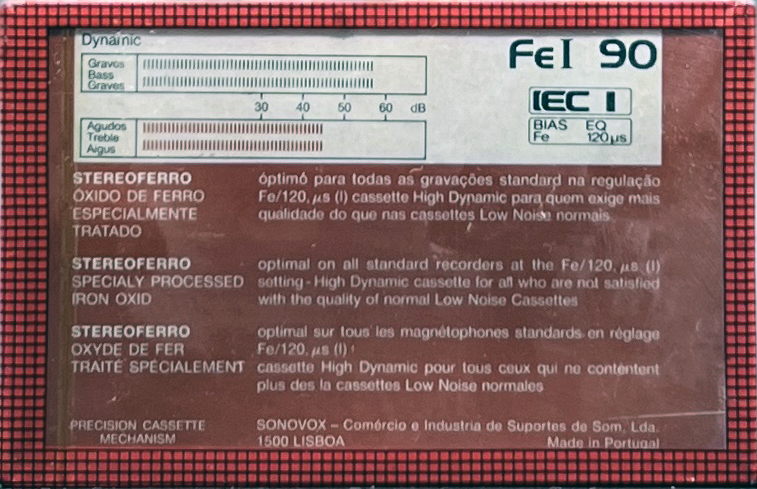 Dynamic
FeI 90
Graves
Bass
Graves
30 40 50 60 dB
IEC I
BIAS EQ
Fe 120µs
Agudos
Treble
Aigus
STEREOFERRO
ÓXIDO DE FERRO
ESPECIALMENTE
TRATADO
óptimo para todas as gravações standard na regulação
Fe/120, µs (I) cassette High Dynamic para quem exige mais
qualidade do que nas cassettes Low Noise normais
STEREOFERRO
SPECIALY PROCESSED
IRON OXID
optimal on all standard recorders at the Fe/120, µs (I)
setting - High Dynamic cassette for all who are not satisfied
with the quality of normal Low Noise Cassettes
STEREOFERRO
OXYDE DE FER
TRAITÉ SPÉCIALEMENT
optimal sur tous les magnétophones standards en réglage
Fe/120, µs (I)
cassette High Dynamic pour tous ceux qui ne contentent
plus des la cassettes Low Noise normales
PRECISION CASSETTE
MECHANISM
SONOVOX – Comércio e Industria de Suportes de Som, Lda.
1500 LISBOA Made in Portugal